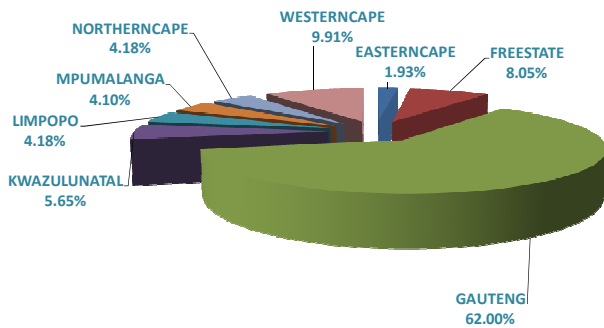 NORTHERNCAPE
4.18%
WESTERNCAPE
9.91%
EASTERNCAPE
1.93%
FREESTATE
8.05%
MPUMALANGA
4.10%
LIMPOPO
4.18%
KWAZULUNATAL
5.65%
GAUTENG
62.00%